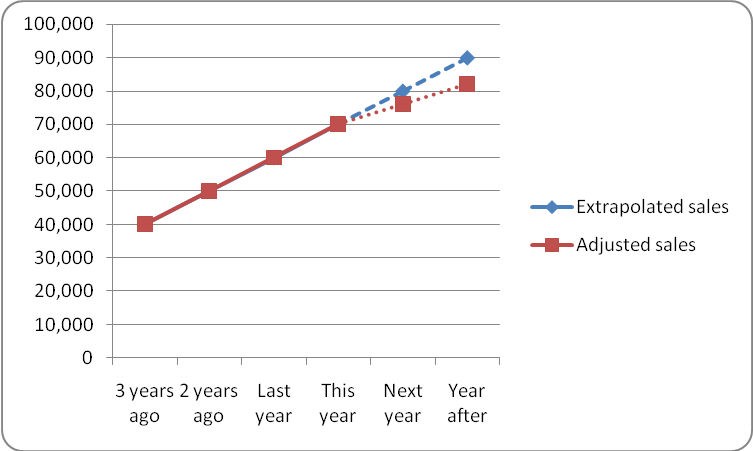 100,000
90,000
80,000
70,000
60,000
50,000
40,000
30,000
20,000
10,000
0
3 years
ago
2 years
ago
Last
year
This
year
Next
year
Year
after
Extrapolated sales
Adjusted sales